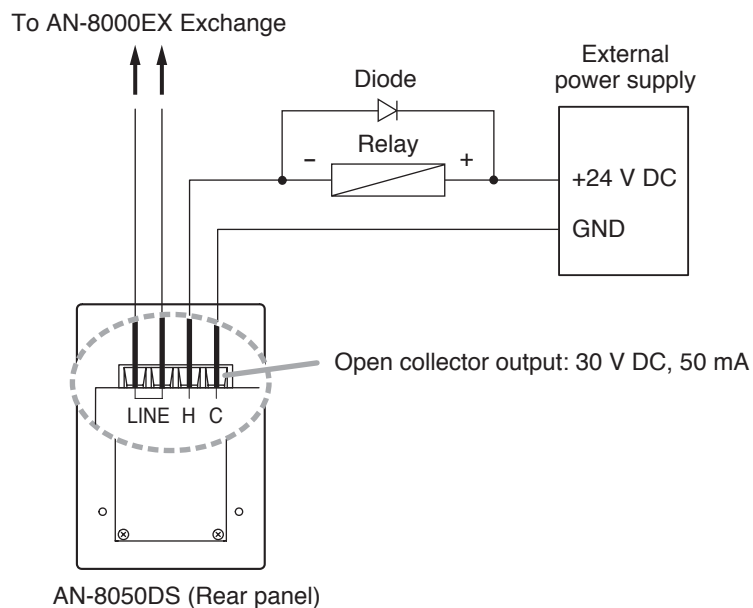 To AN-8000EX Exchange
External
power supply
Diode
Relay
− +
+24 V DC
GND
Open collector output: 30 V DC, 50 mA
LINE H C
AN-8050DS (Rear panel)